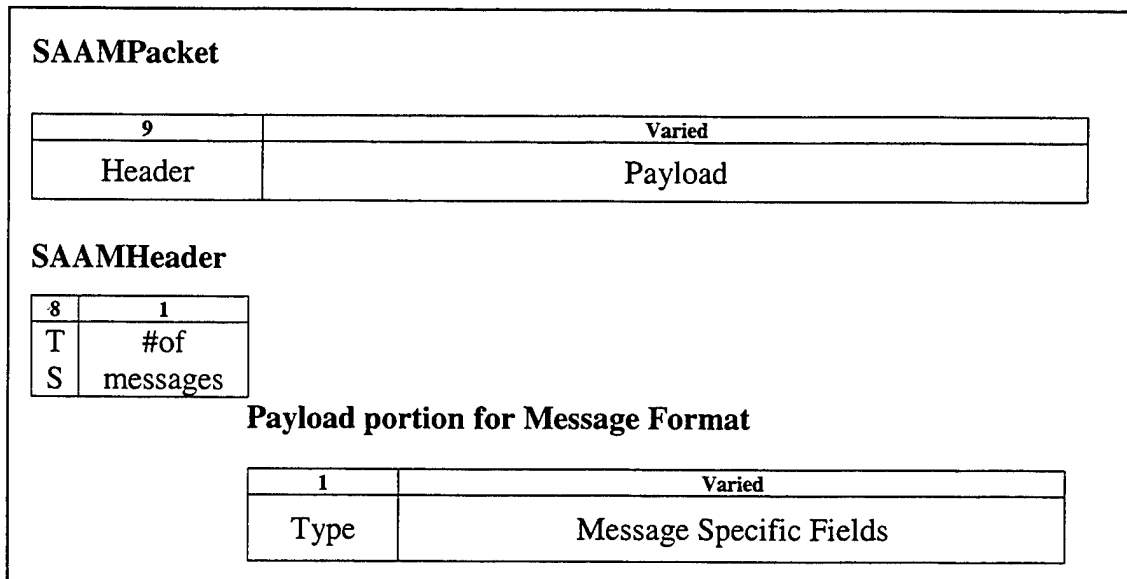 SAAMPacket
9 Varied
Header Payload
SAAMHeader
8 1
T #of
S messages
Payload portion for Message Format
1 Varied
Type Message Specific Fields